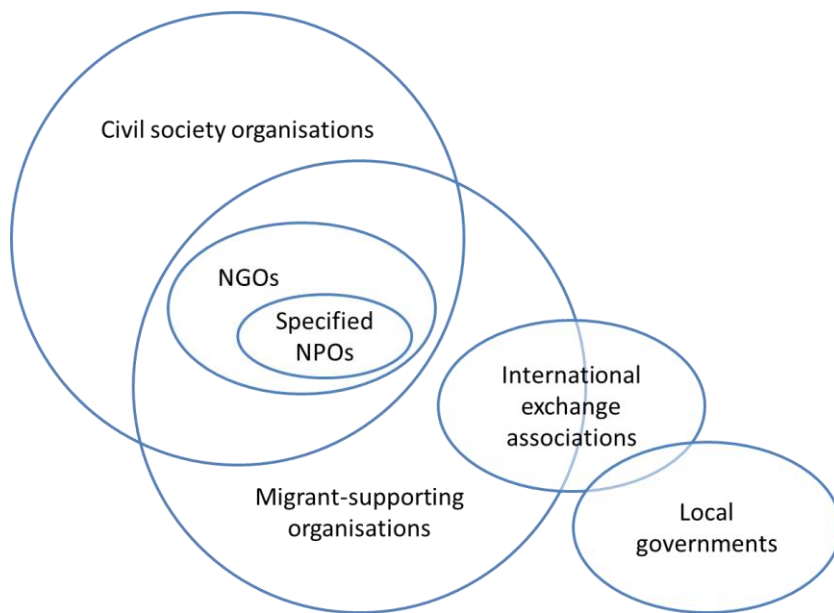 Civil society organisations
NGOs
Specified
NPOs
International
exchange
associations
Migrant-supporting
organisations
Local
governments